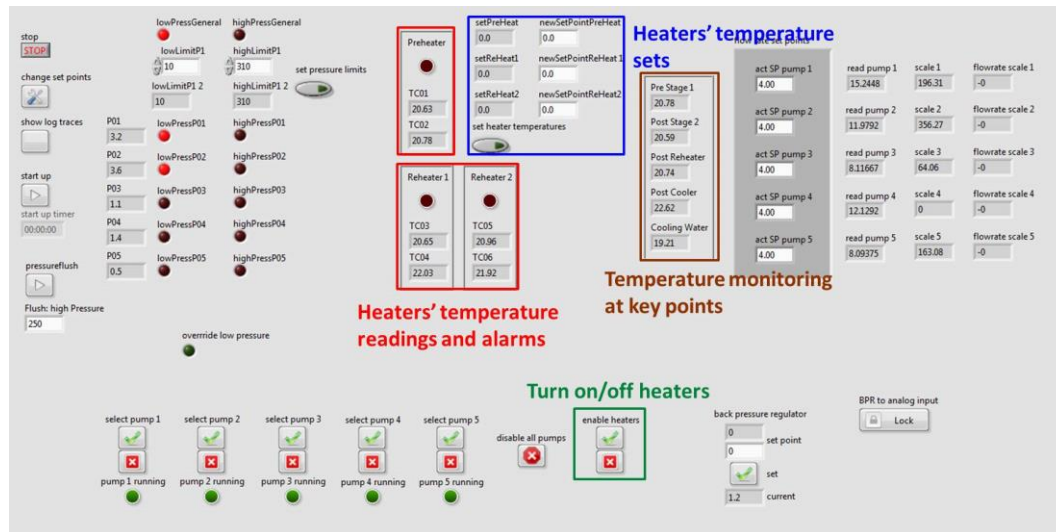 stop
STOP
change set points
show log traces
start up
start up timer
00:00:00
pressureflush
Flush: high Pressure
250
lowPressGeneral
highPressGeneral
lowLimitP1
10
highLimitP1
310
lowLimitP1 2
10
highLimitP1 2
310
set pressure limits
P01
3.2
lowPressP01
highPressP01
P02
3.6
lowPressP02
highPressP02
P03
1.1
lowPressP03
highPressP03
P04
1.4
lowPressP04
highPressP04
P05
0.5
lowPressP05
highPressP05
override low pressure
Preheater
TC01
20.63
TC02
20.78
Reheater 1
TC03
20.65
TC04
22.03
Reheater 2
TC05
20.96
TC06
21.92
Heaters' temperature
readings and alarms
setPreHeat
0.0
newSetPointPreHeat
0.0
setReHeat1
0.0
newSetPointReHeat 1
0.0
setReHeat2
0.0
newSetPointReHeat2
0.0
set heater temperatures
Heaters' temperature
sets
Pre Stage 1
20.78
Post Stage 2
20.59
Post Reheater
20.74
Post Cooler
22.62
Cooling Water
19.21
Temperature monitoring
at key points
flow rate set points
act SP pump 1
4.00
act SP pump 2
4.00
act SP pump 3
4.00
act SP pump 4
4.00
act SP pump 5
4.00
read pump 1
15.2448
scale 1
196.31
flowrate scale 1
-0
read pump 2
11.9792
scale 2
356.27
flowrate scale 2
-0
read pump 3
8.11667
scale 3
64.06
flowrate scale 3
-0
read pump 4
12.1292
scale 4
0
flowrate scale 4
-0
read pump 5
8.09375
scale 5
163.08
flowrate scale 5
-0
select pump 1
select pump 2
select pump 3
select pump 4
select pump 5
pump 1 running
pump 2 running
pump 3 running
pump 4 running
pump 5 running
disable all pumps
Turn on/off heaters
enable heaters
back pressure regulator
0
set point
0
set
1.2
current
BPR to analog input
Lock